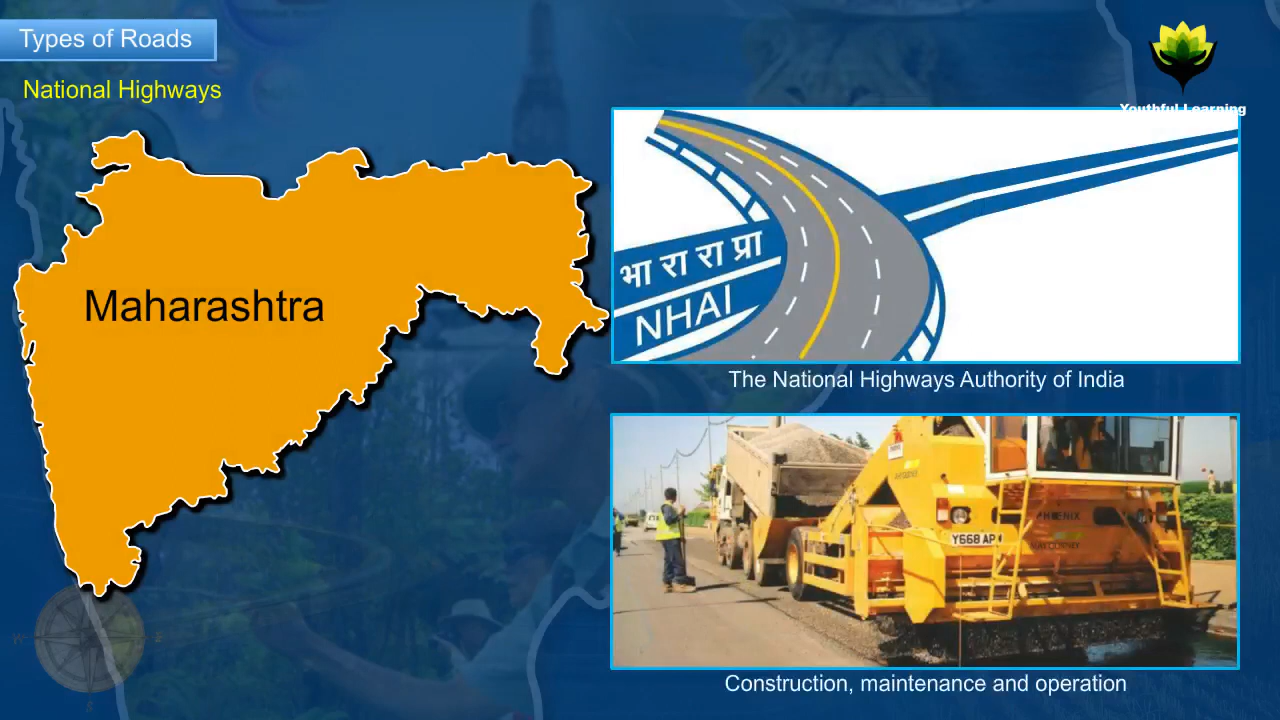 Types of Roads
National Highways
Youthful Learning
Maharashtra
भा रा रा प्रा
NHAI
The National Highways Authority of India
Y668 AP
PHOENIX
Construction, maintenance and operation
W
E
S